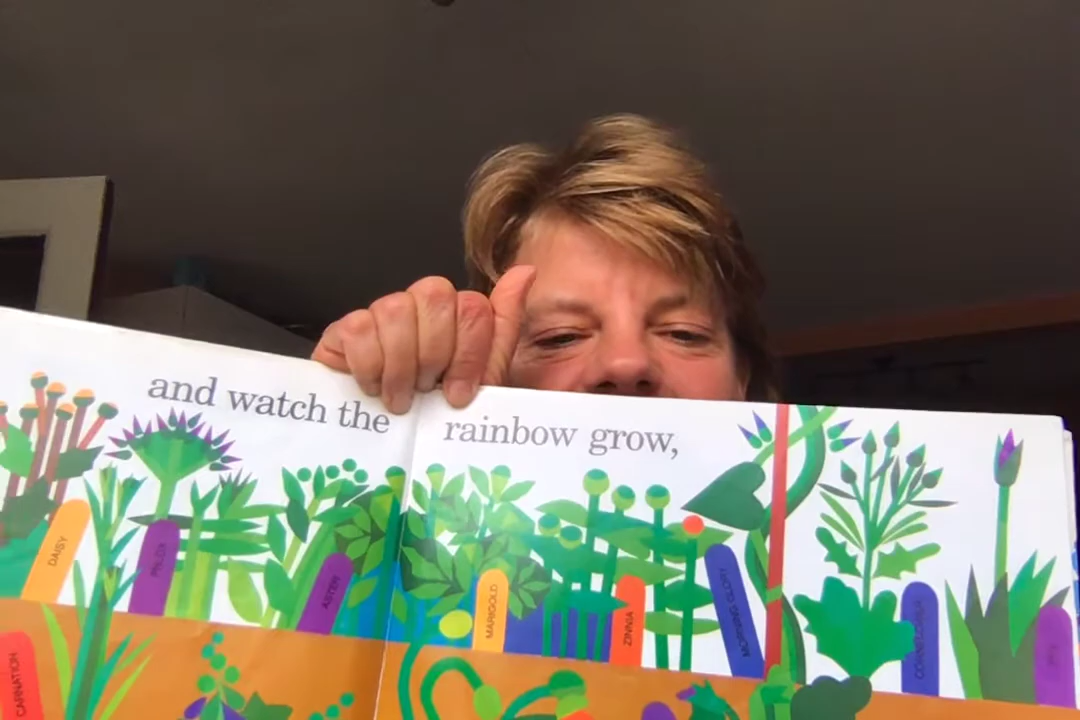 and watch the rainbow grow,
DAISY
PHLOX
ASTER
MARIGOLD
ZINNIA
MORNING GLORY
CORNFLOWER
CARNATION